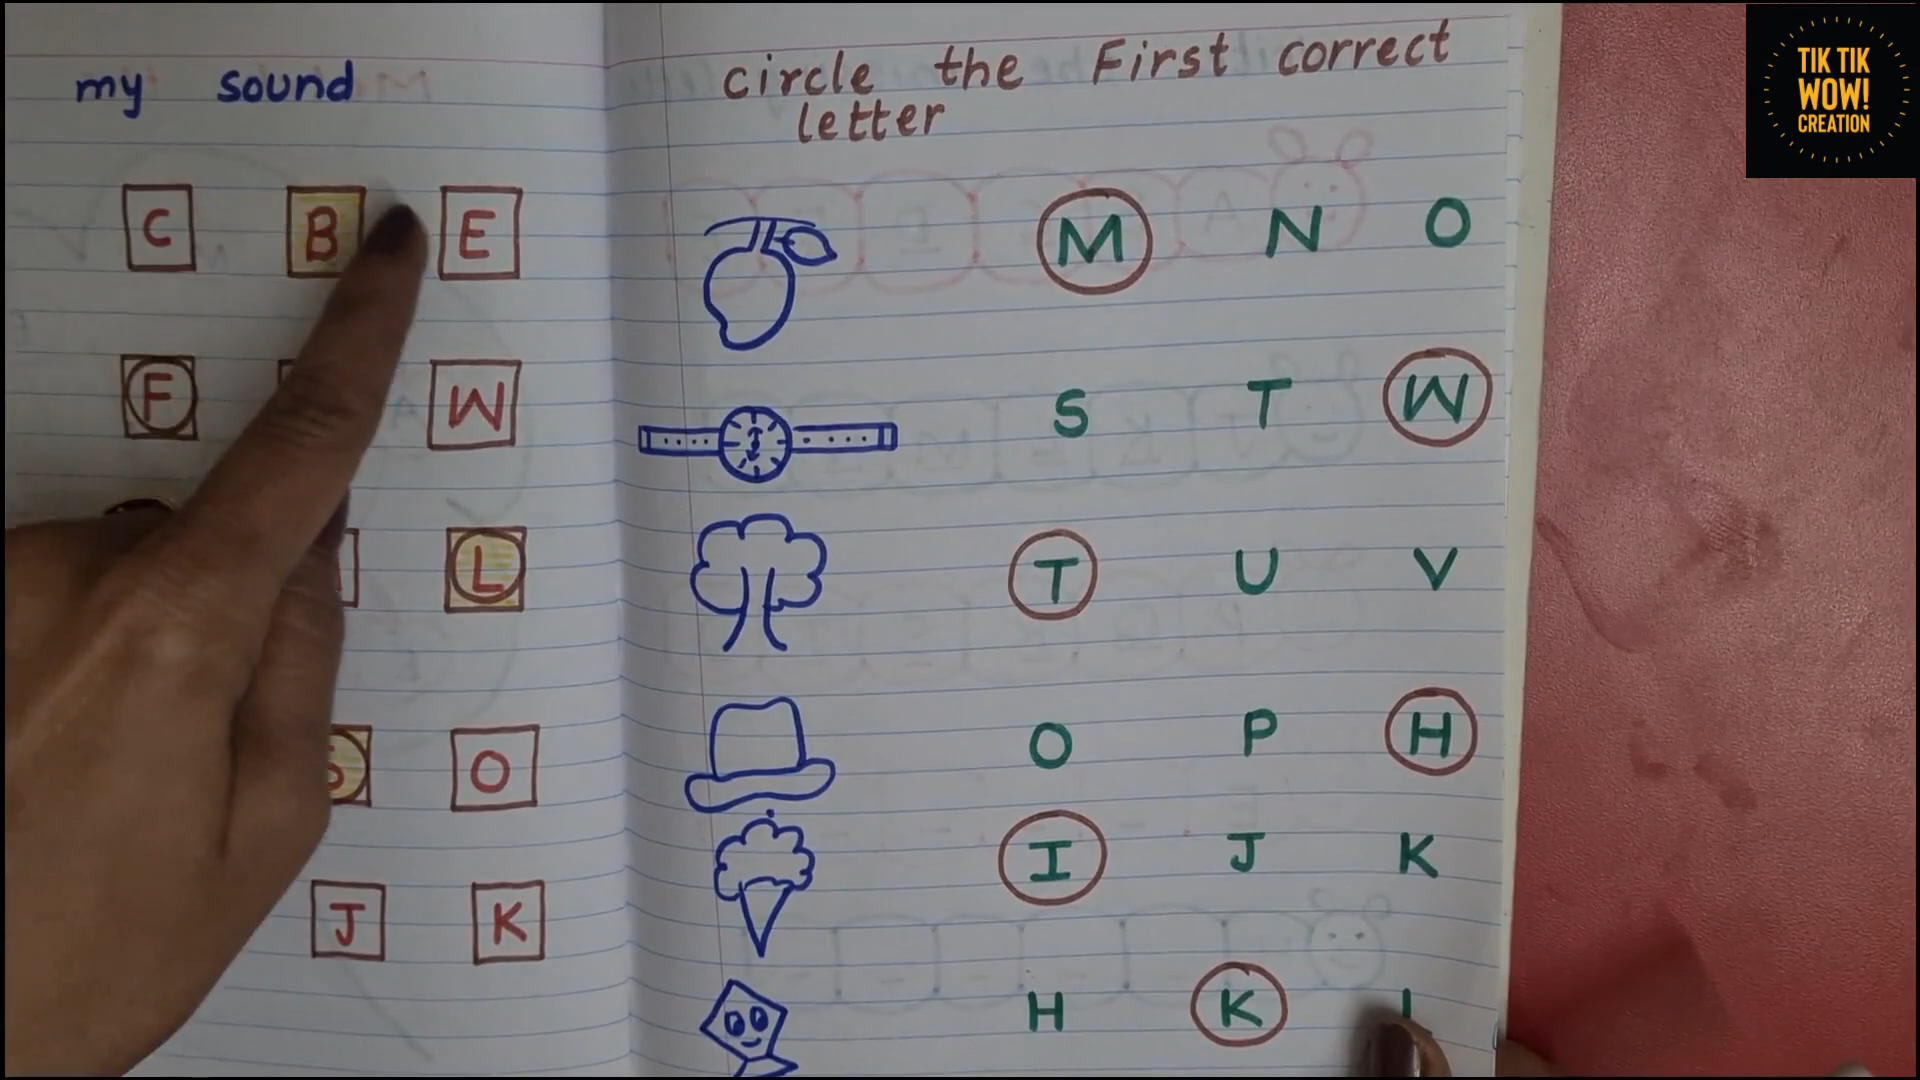 my sound
C B E
F W
L
S O
J K
circle the First correct
letter
M N O
S T W
T U V
O P H
I J K
H K
TIK TIK
WOW!
CREATION